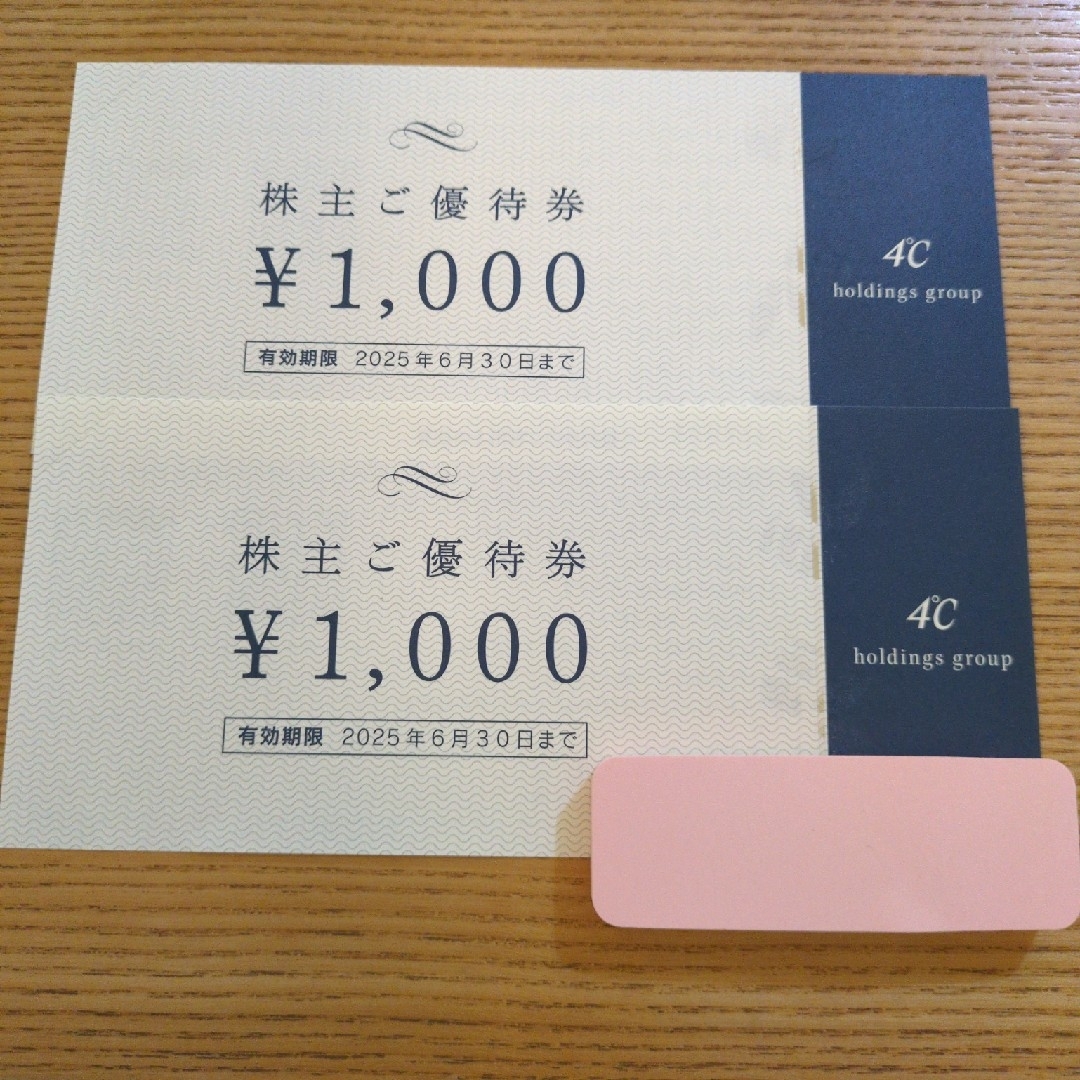 株主ご優待券
¥1,000
有効期限 2025年6月30日まで
4℃
holdings group
株主ご優待券
¥1,000
有効期限 2025年6月30日まで
4℃
holdings group